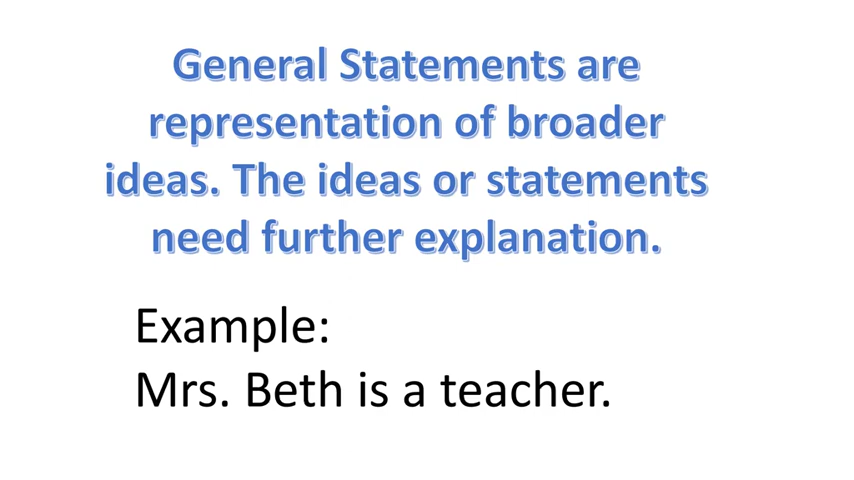 General Statements are
representation of broader
ideas. The ideas or statements
need further explanation.
Example:
Mrs. Beth is a teacher.